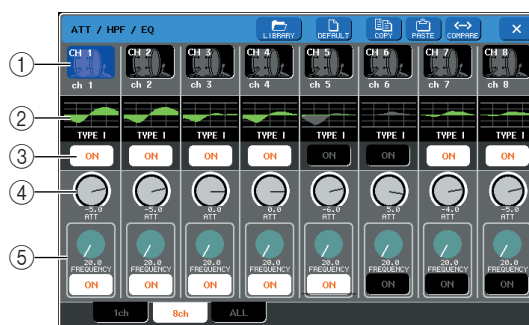 ATT / HPF / EQ LIBRARY DEFAULT COPY PASTE COMPARE
1 CH 1 CH 2 CH 3 CH 4 CH 5 CH 6 CH 7 CH 8
ch 1 ch 2 ch 3 ch 4 ch 5 ch 6 ch 7 ch 8
2
TYPE I TYPE I TYPE I TYPE I TYPE I TYPE I TYPE I TYPE I
3 ON ON ON ON ON ON ON ON
4
-5.0 -5.0 0.0 0.0 -6.0 -5.0 -4.0 -5.0
ATT ATT ATT ATT ATT ATT ATT ATT
5
20.0 20.0 20.0 20.0 20.0 20.0 20.0 20.0
FREQUENCY FREQUENCY FREQUENCY FREQUENCY FREQUENCY FREQUENCY FREQUENCY FREQUENCY
ON ON ON ON ON ON ON ON
1ch 8ch ALL